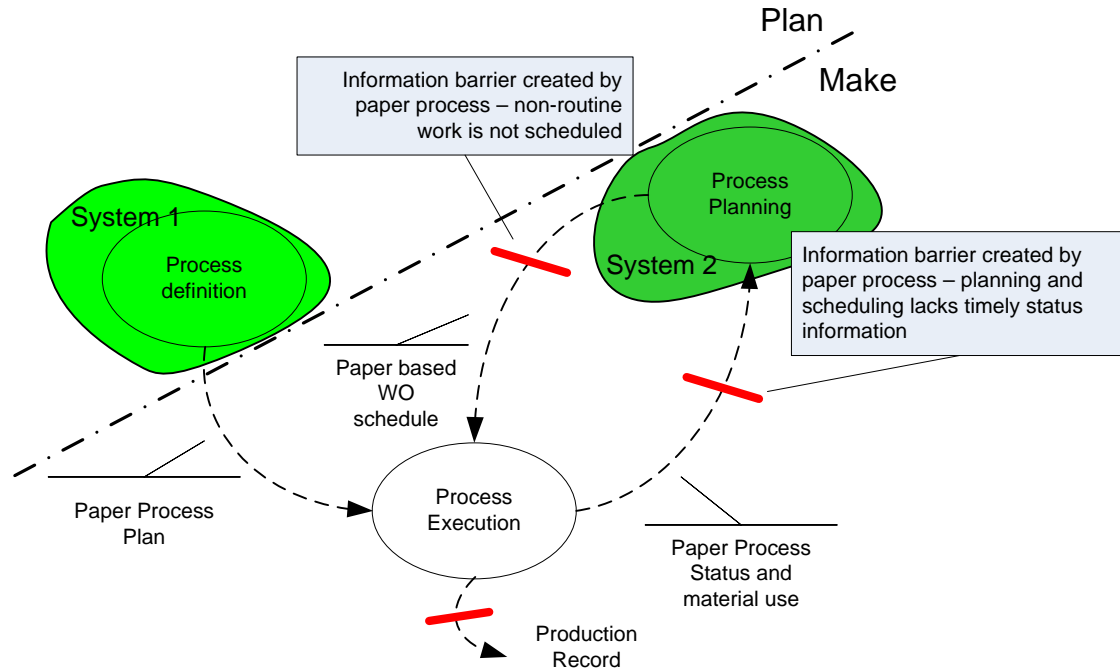 Plan
Make
Information barrier created by
paper process – non-routine
work is not scheduled
System 1
Process
definition
Process
Planning
System 2
Information barrier created by
paper process – planning and
scheduling lacks timely status
information
Paper based
WO
schedule
Paper Process
Plan
Process
Execution
Paper Process
Status and
material use
Production
Record